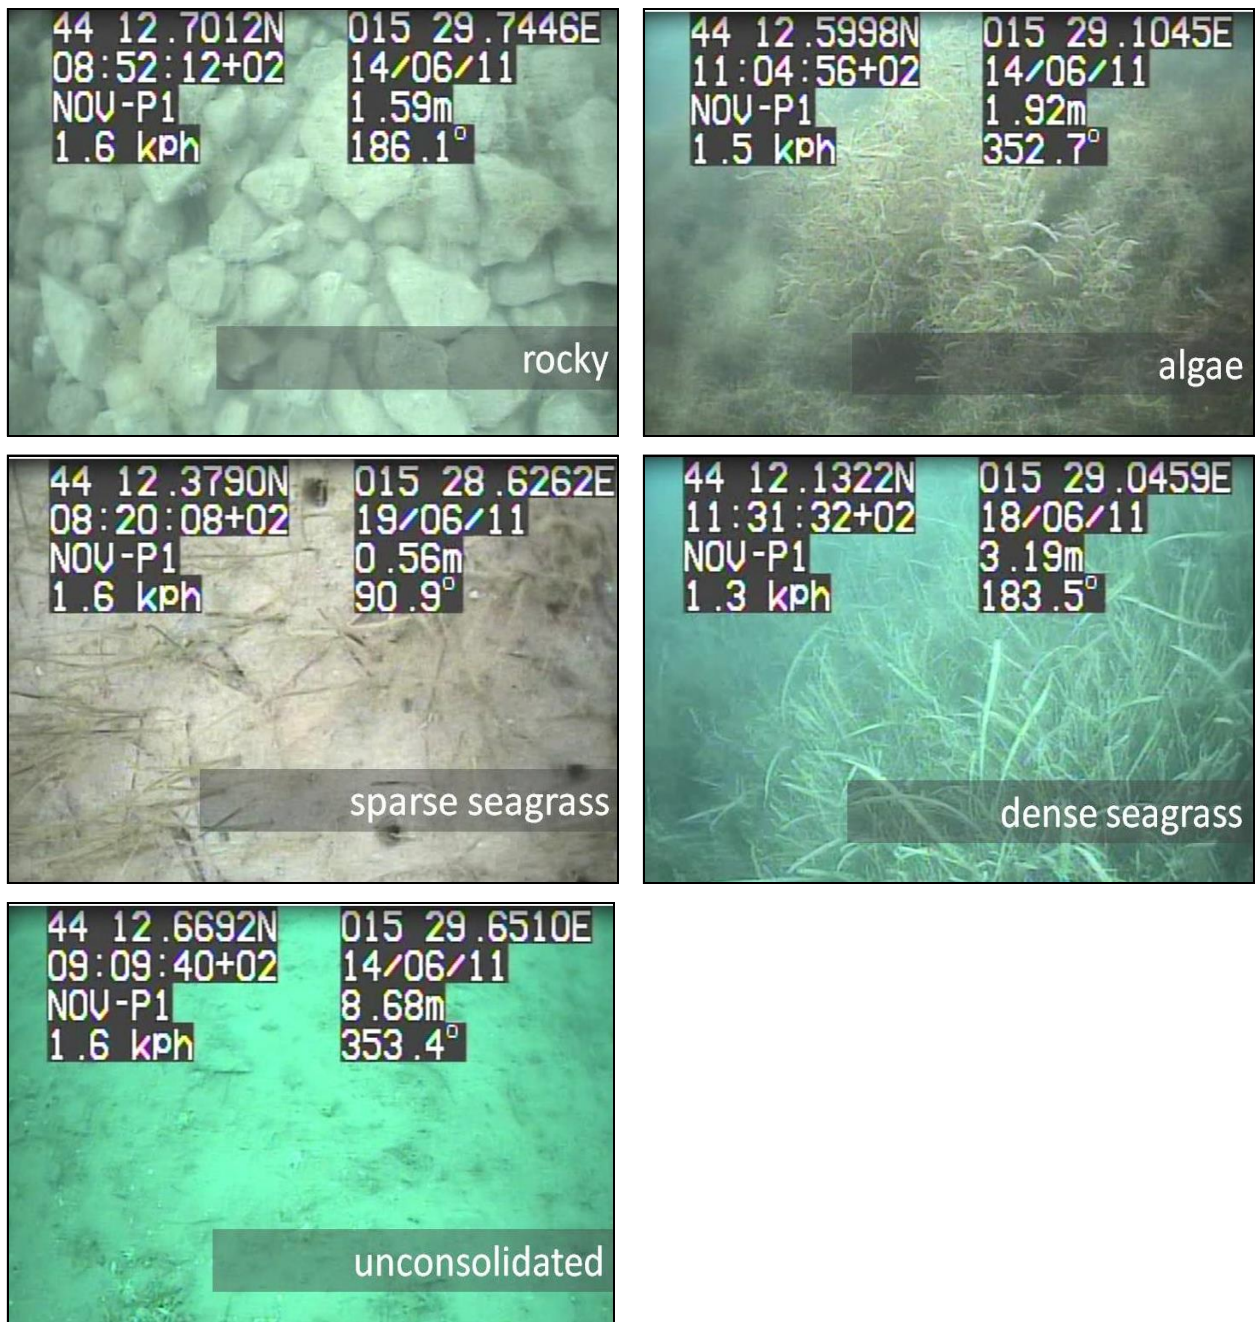 44 12.7012N 015 29.7446E
08:52:12+02 14/06/11
NOV-P1 1.59m
1.6 kph 186.1°
rocky
44 12.5998N 015 29.1045E
11:04:56+02 14/06/11
NOV-P1 1.92m
1.5 kph 352.7°
algae
44 12.3790N 015 28.6262E
08:20:08+02 19/06/11
NOV-P1 0.56m
1.6 kph 90.9°
sparse seagrass
44 12.1322N 015 29.0459E
11:31:32+02 18/06/11
NOV-P1 3.19m
1.3 kph 183.5°
dense seagrass
44 12.6692N 015 29.6510E
09:09:40+02 14/06/11
NOV-P1 8.68m
1.6 kph 353.4°
unconsolidated